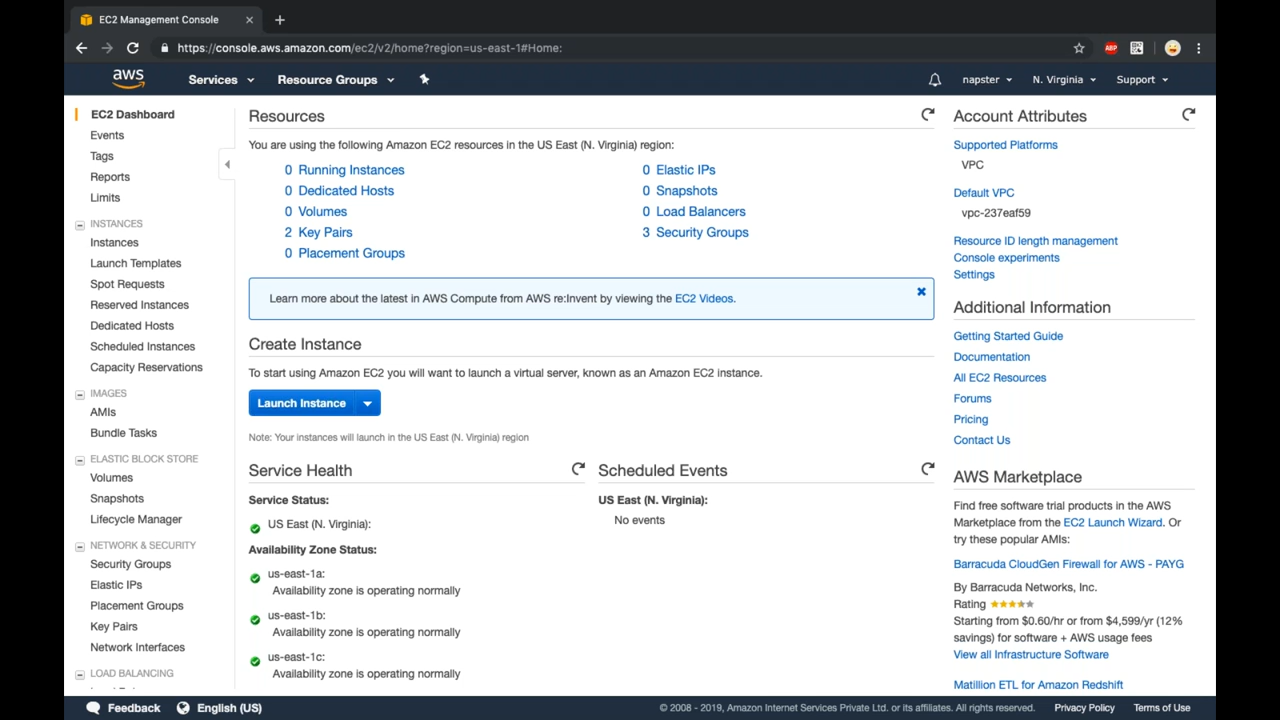 EC2 Management Console
https://console.aws.amazon.com/ec2/v2/home?region=us-east-1#Home:
ABP
aws
Services
Resource Groups
napster
N. Virginia
Support
EC2 Dashboard
Events
Tags
Reports
Limits
INSTANCES
Instances
Launch Templates
Spot Requests
Reserved Instances
Dedicated Hosts
Scheduled Instances
Capacity Reservations
IMAGES
AMIs
Bundle Tasks
ELASTIC BLOCK STORE
Volumes
Snapshots
Lifecycle Manager
NETWORK & SECURITY
Security Groups
Elastic IPs
Placement Groups
Key Pairs
Network Interfaces
LOAD BALANCING
Resources
You are using the following Amazon EC2 resources in the US East (N. Virginia) region:
0 Running Instances
0 Dedicated Hosts
0 Volumes
2 Key Pairs
0 Placement Groups
0 Elastic IPs
0 Snapshots
0 Load Balancers
3 Security Groups
Learn more about the latest in AWS Compute from AWS re:Invent by viewing the EC2 Videos.
Create Instance
To start using Amazon EC2 you will want to launch a virtual server, known as an Amazon EC2 instance.
Launch Instance
Note: Your instances will launch in the US East (N. Virginia) region
Service Health
Service Status:
US East (N. Virginia):
Availability Zone Status:
us-east-1a:
Availability zone is operating normally
us-east-1b:
Availability zone is operating normally
us-east-1c:
Availability zone is operating normally
Scheduled Events
US East (N. Virginia):
No events
Account Attributes
Supported Platforms
VPC
Default VPC
vpc-237eaf59
Resource ID length management
Console experiments
Settings
Additional Information
Getting Started Guide
Documentation
All EC2 Resources
Forums
Pricing
Contact Us
AWS Marketplace
Find free software trial products in the AWS
Marketplace from the EC2 Launch Wizard. Or
try these popular AMIs:
Barracuda CloudGen Firewall for AWS - PAYG
By Barracuda Networks, Inc.
Rating
Starting from $0.60/hr or from $4,599/yr (12%
savings) for software + AWS usage fees
View all Infrastructure Software
Matillion ETL for Amazon Redshift
Feedback
English (US)
© 2008 - 2019, Amazon Internet Services Private Ltd. or its affiliates. All rights reserved.
Privacy Policy
Terms of Use